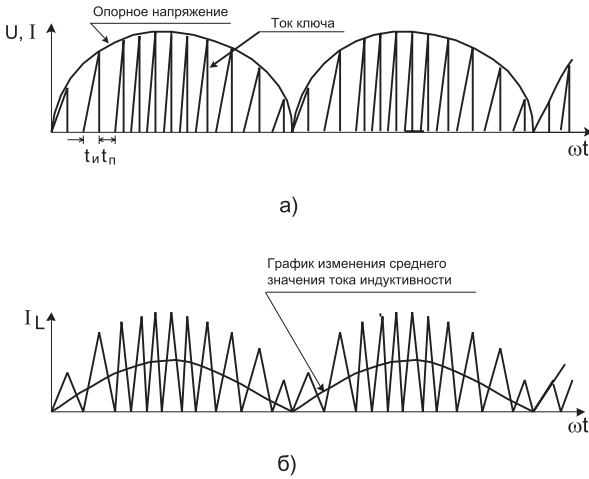 Опорное напряжение
Ток ключа
U, I
tи tп
ωt
а)
График изменения среднего
значения тока индуктивности
I L
ωt
б)